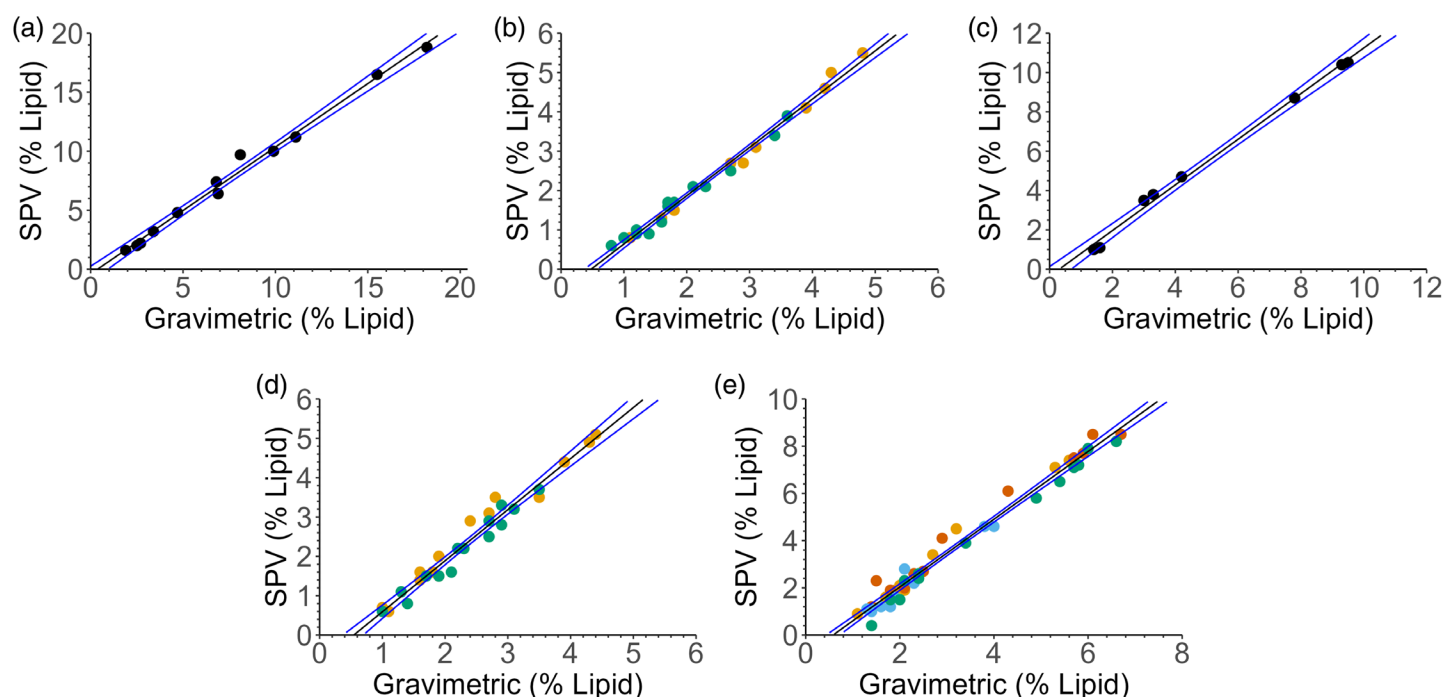 (a)
SPV (% Lipid)
20
15
10
5
0
0 5 10 15 20
Gravimetric (% Lipid)
(b)
SPV (% Lipid)
6
5
4
3
2
1
0
0 1 2 3 4 5 6
Gravimetric (% Lipid)
(c)
SPV (% Lipid)
12
10
8
6
4
2
0
0 2 4 6 8 10 12
Gravimetric (% Lipid)
(d)
SPV (% Lipid)
6
5
4
3
2
1
0
0 1 2 3 4 5 6
Gravimetric (% Lipid)
(e)
SPV (% Lipid)
10
8
6
4
2
0
0 2 4 6 8
Gravimetric (% Lipid)